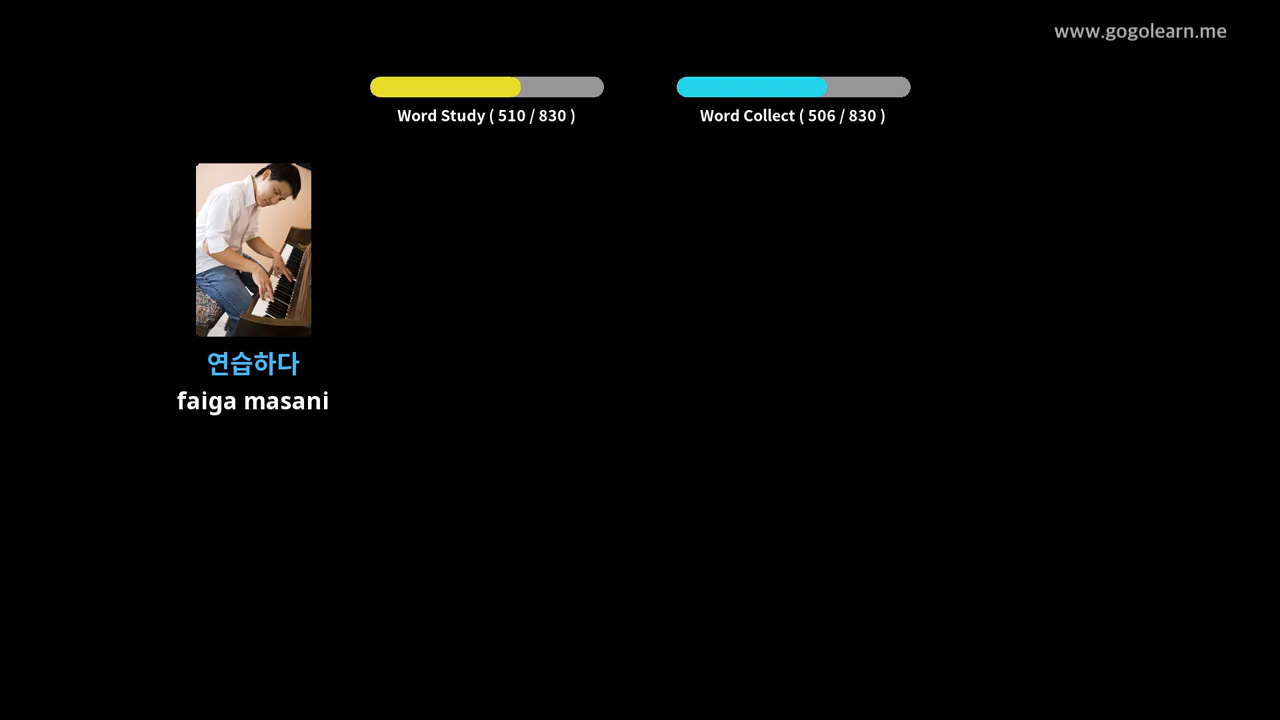 www.gogolearn.me
Word Study ( 510 / 830 )
Word Collect ( 506 / 830 )
연습하다
faiga masani